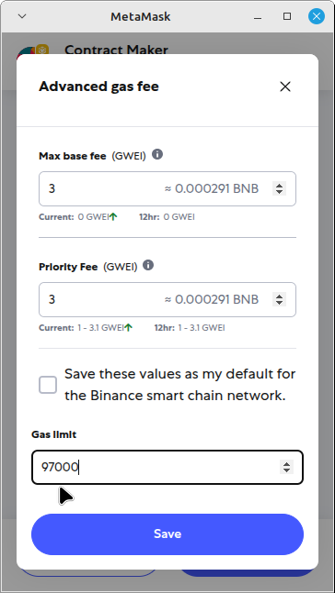 MetaMask
Contract Maker
Advanced gas fee
Max base fee (GWEI)
3 ≈ 0.000291 BNB
Current: 0 GWEI 12hr: 0 GWEI
Priority Fee (GWEI)
3 ≈ 0.000291 BNB
Current: 1 - 3.1 GWEI 12hr: 1 - 3.1 GWEI
Save these values as my default for
the Binance smart chain network.
Gas limit
97000
Save